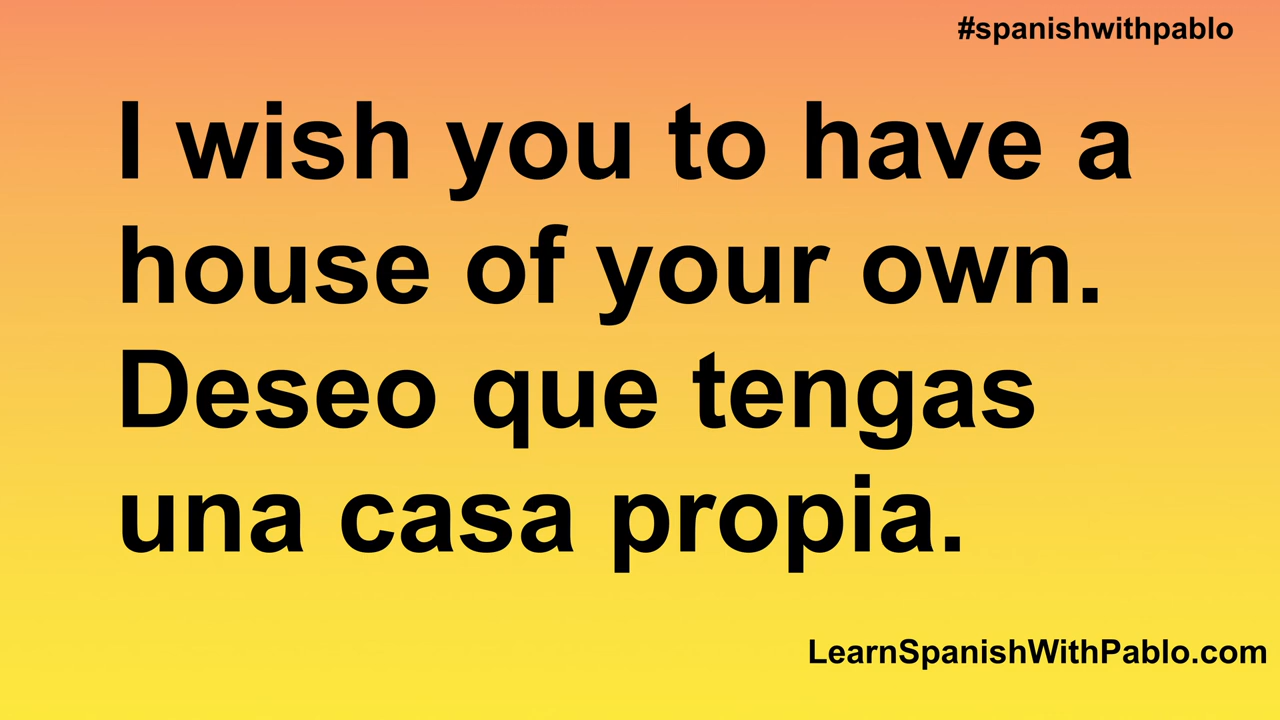 #spanishwithpablo
I wish you to have a
house of your own.
Deseo que tengas
una casa propia.
LearnSpanishWithPablo.com